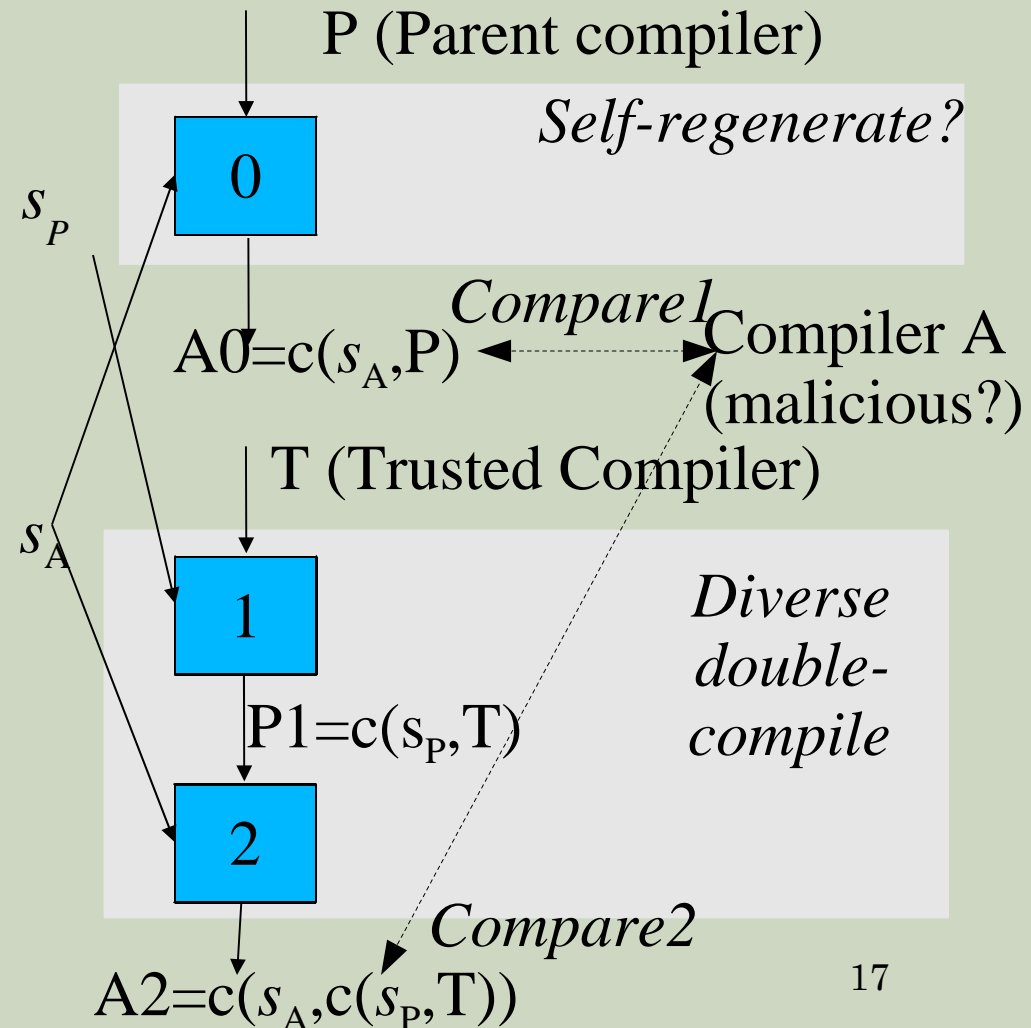 P (Parent compiler)
Self-regenerate?
0
s_P
Compare1
A0=c(s_A,P)
Compiler A
(malicious?)
T (Trusted Compiler)
s_A
1
Diverse
double-
compile
P1=c(s_P,T)
2
Compare2
A2=c(s_A,c(s_P,T))
17